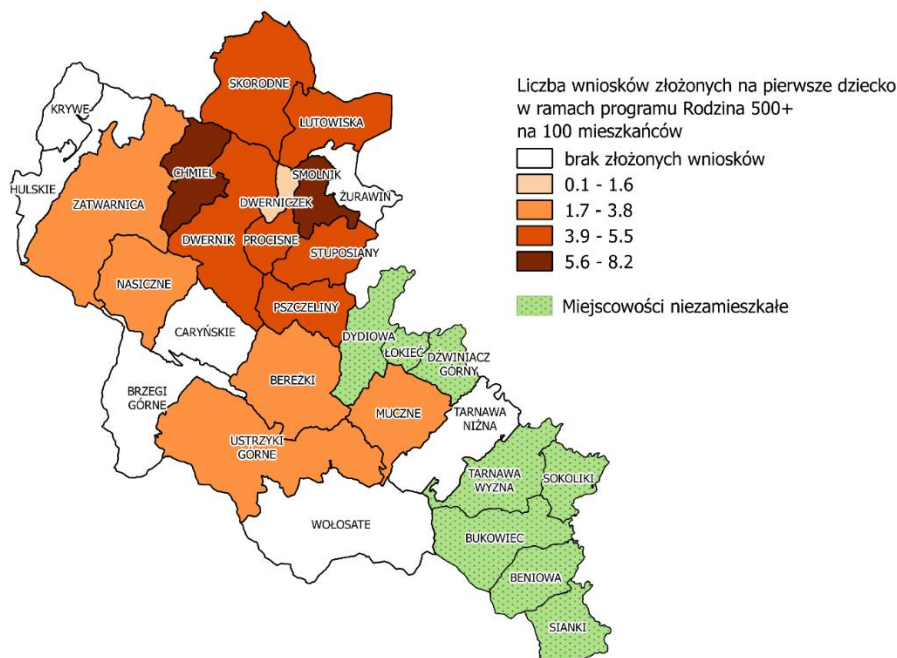 Liczba wniosków złożonych na pierwsze dziecko
w ramach programu Rodzina 500+
na 100 mieszkańców
brak złożonych wniosków
0.1 - 1.6
1.7 - 3.8
3.9 - 5.5
5.6 - 8.2
Miejscowości niezamieszkałe
SKORODNE
KRYWE
LUTOWISKA
CHMIEL
SMOLNIK
HULSKIE
ŻURAWIN
ZATWARNICA
DWERNICZEK
DWERNIK
PROCISNE
STUPOSIANY
NASICZNE
PSZCZELINY
CARYŃSKIE
DYDIOWA
ŁOKIEĆ
DŹWINIACZ
GÓRNY
BEREŻKI
BRZEGI
GÓRNE
MUCZNE
TARNAWA
NIŻNA
USTRZYKI
GÓRNE
TARNAWA
WYZNA
SOKOLIKI
WOŁOSATE
BUKOWIEC
BENIOWA
SIANKI